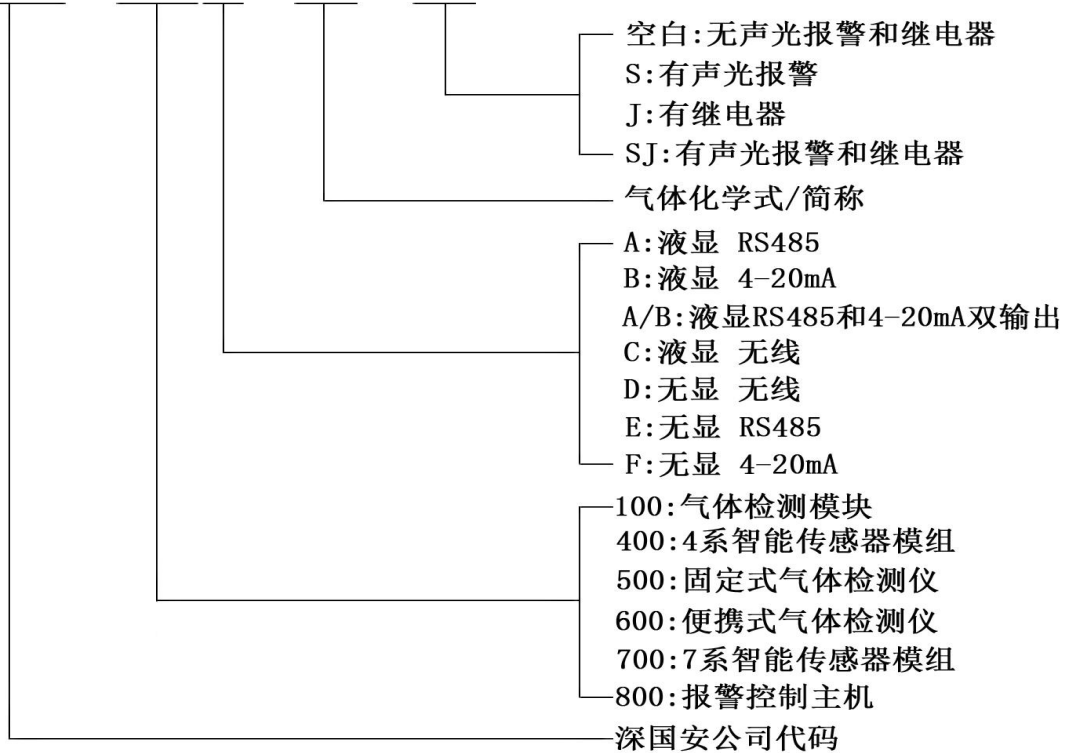 空白:无声光报警和继电器
S:有声光报警
J:有继电器
SJ:有声光报警和继电器
气体化学式/简称
A:液显 RS485
B:液显 4-20mA
A/B:液显RS485和4-20mA双输出
C:液显 无线
D:无显 无线
E:无显 RS485
F:无显 4-20mA
100:气体检测模块
400:4系智能传感器模组
500:固定式气体检测仪
600:便携式气体检测仪
700:7系智能传感器模组
800:报警控制主机
深国安公司代码